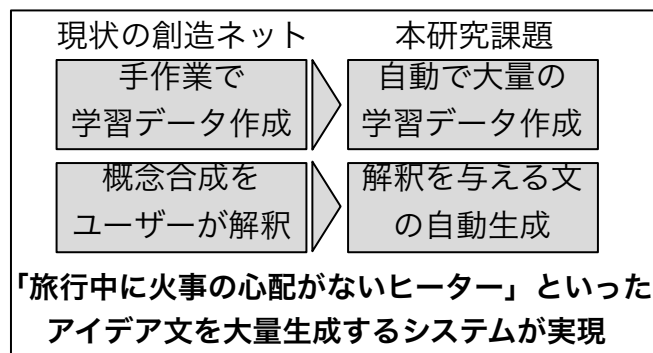 現状の創造ネット
本研究課題
手作業で
学習データ作成
自動で大量の
学習データ作成
概念合成を
ユーザーが解釈
解釈を与える文
の自動生成
「旅行中に火事の心配がないヒーター」といった
アイデア文を大量生成するシステムが実現